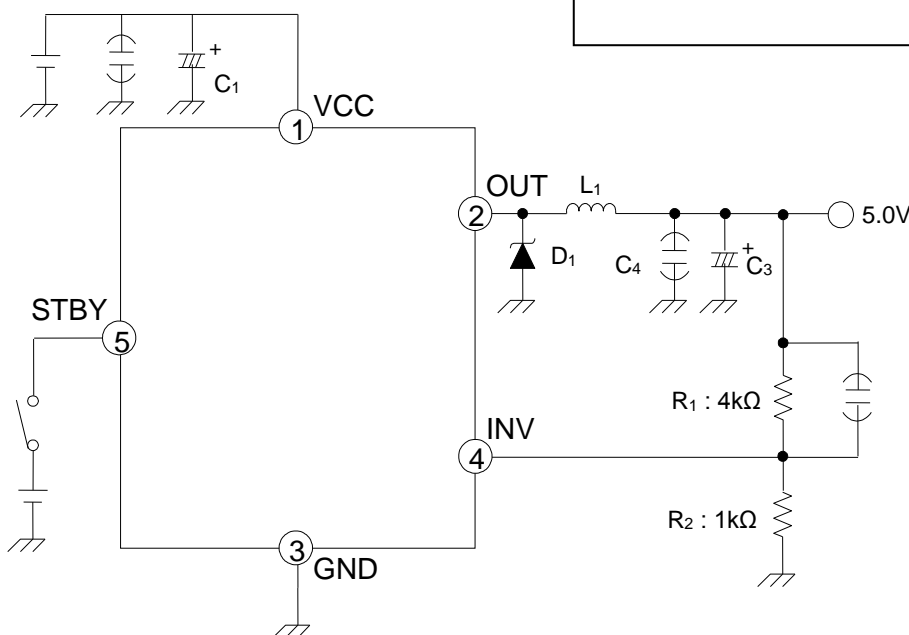 +
C1
VCC
1
OUT
L1
2
5.0V
D1
C4
+
C3
STBY
5
R1 : 4kΩ
INV
4
R2 : 1kΩ
3
GND